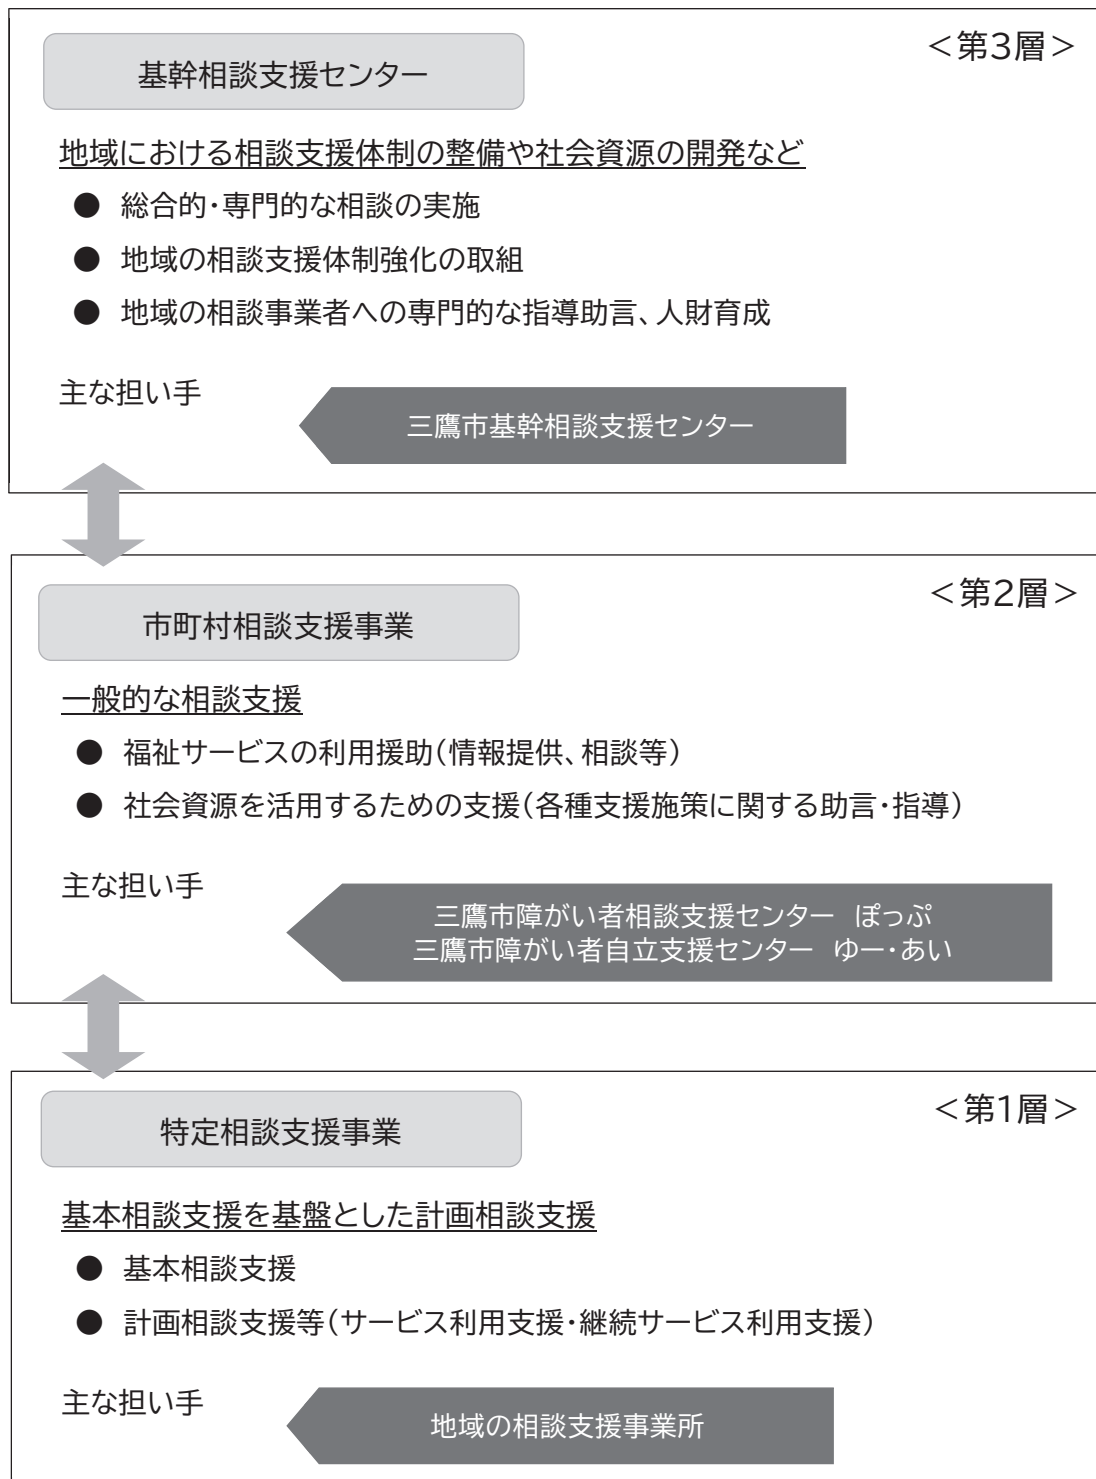 ＜第3層＞
基幹相談支援センター
地域における相談支援体制の整備や社会資源の開発など
● 総合的・専門的な相談の実施
● 地域の相談支援体制強化の取組
● 地域の相談事業者への専門的な指導助言、人財育成
主な担い手
三鷹市基幹相談支援センター
＜第2層＞
市町村相談支援事業
一般的な相談支援
● 福祉サービスの利用援助（情報提供、相談等）
● 社会資源を活用するための支援（各種支援施策に関する助言・指導）
主な担い手
三鷹市障がい者相談支援センター　ぽっぷ
三鷹市障がい者自立支援センター　ゆー・あい
＜第1層＞
特定相談支援事業
基本相談支援を基盤とした計画相談支援
● 基本相談支援
● 計画相談支援等（サービス利用支援・継続サービス利用支援）
主な担い手
地域の相談支援事業所